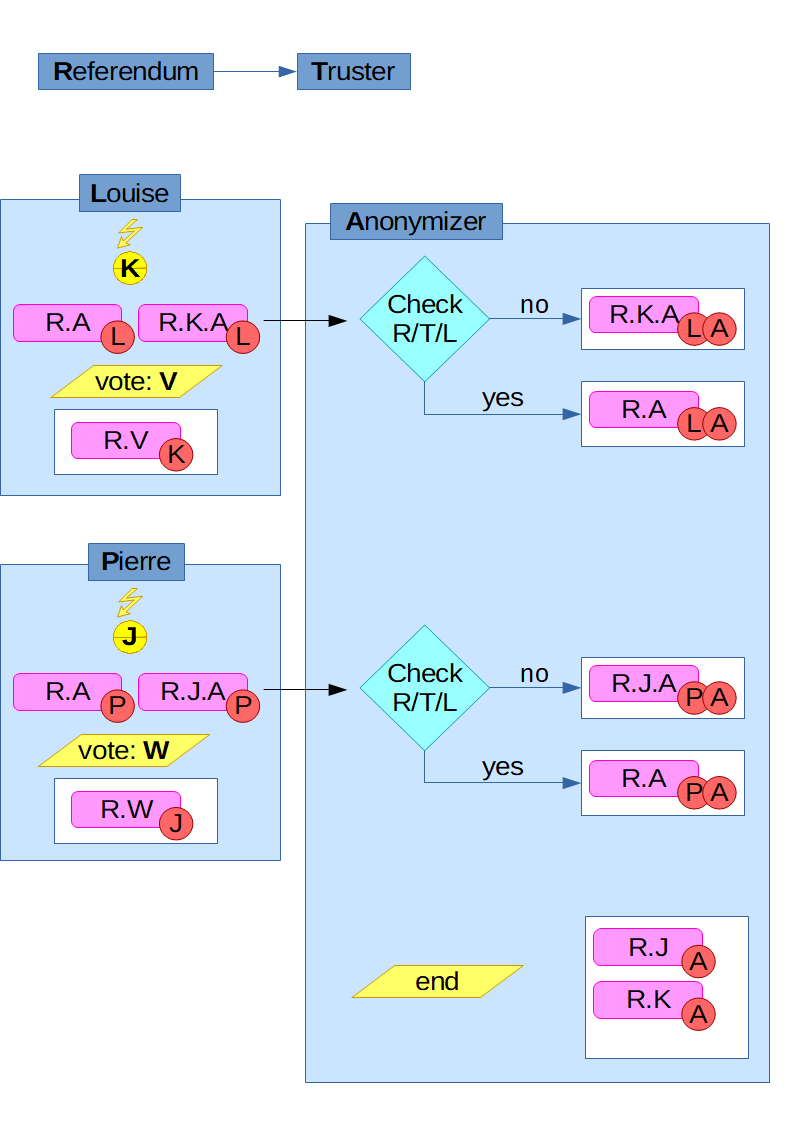 Referendum
Truster
Louise
K
R.A
L
R.K.A
L
vote: V
R.V
K
Anonymizer
Check
R/T/L
no
R.K.A
L
A
yes
R.A
L
A
Pierre
J
R.A
P
R.J.A
P
vote: W
R.W
J
Check
R/T/L
no
R.J.A
P
A
yes
R.A
P
A
end
R.J
A
R.K
A